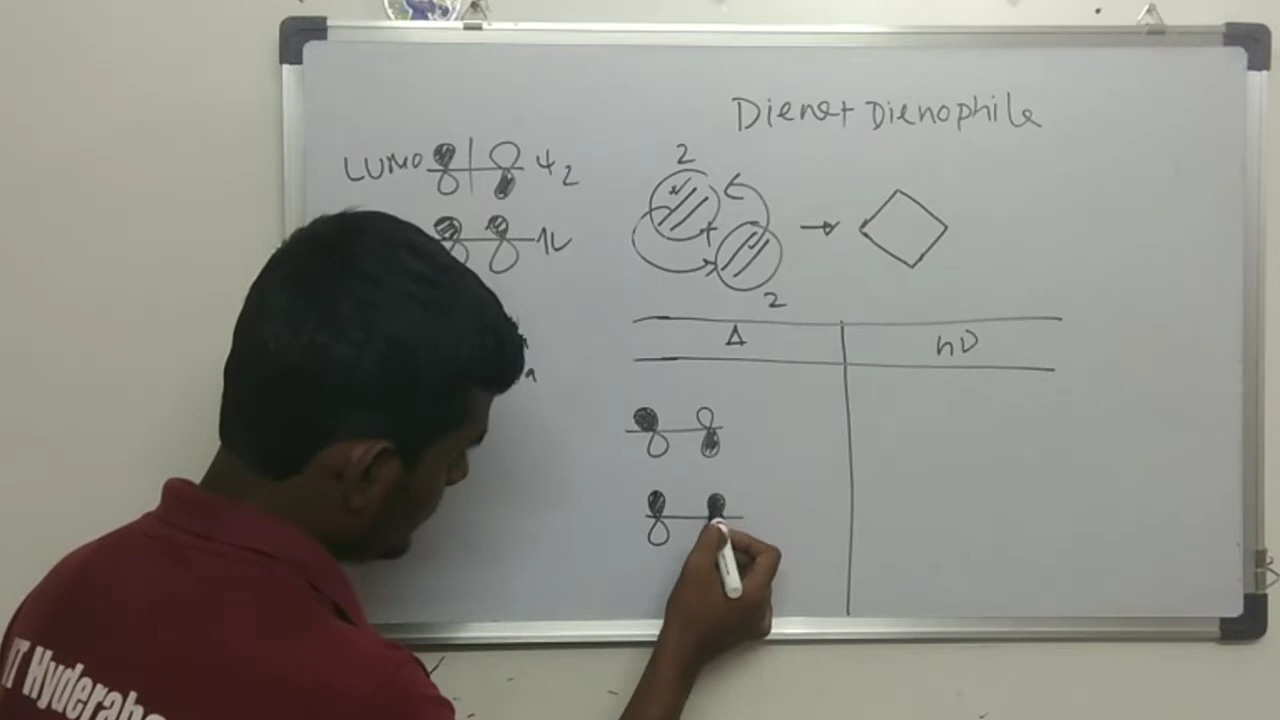 Diene+ Dienophile
LUMO ψ2
2
2
Δ
hν
IIT Hyderabad